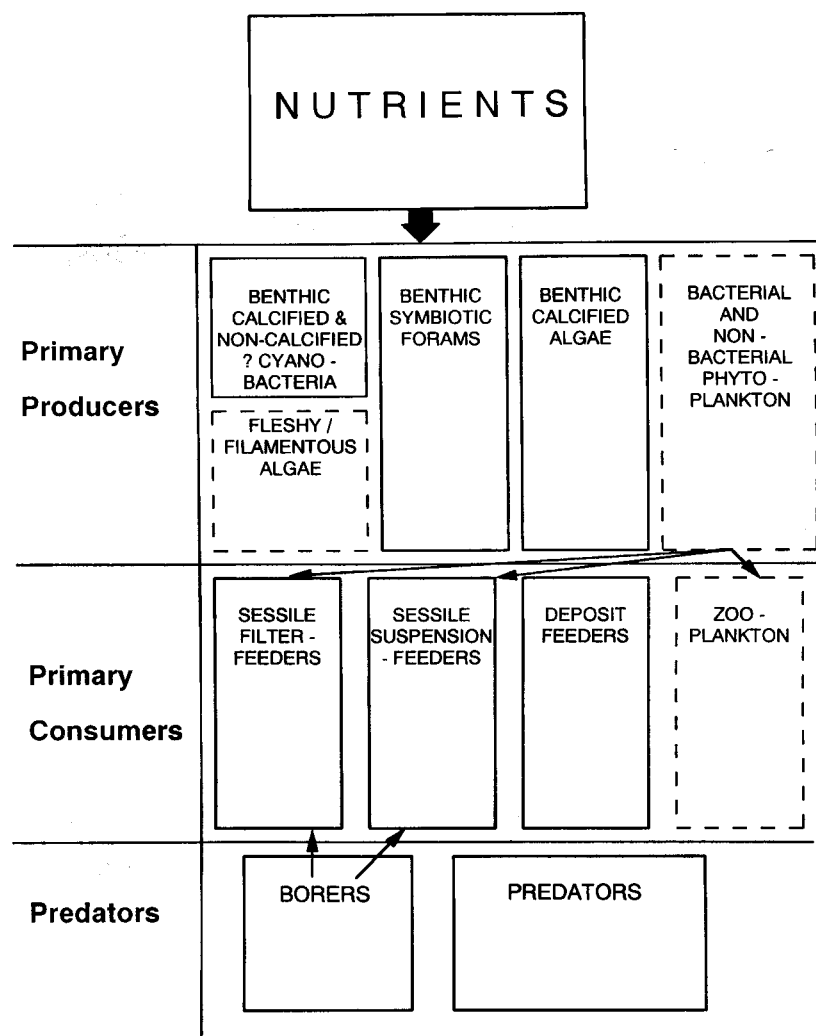 NUTRIENTS
Primary
Producers
BENTHIC
CALCIFIED &
NON-CALCIFIED
? CYANO -
BACTERIA
FLESHY /
FILAMENTOUS
ALGAE
BENTHIC
SYMBIOTIC
FORAMS
BENTHIC
CALCIFIED
ALGAE
BACTERIAL
AND
NON -
BACTERIAL
PHYTO -
PLANKTON
Primary
Consumers
SESSILE
FILTER -
FEEDERS
SESSILE
SUSPENSION
- FEEDERS
DEPOSIT
FEEDERS
ZOO -
PLANKTON
Predators
BORERS
PREDATORS